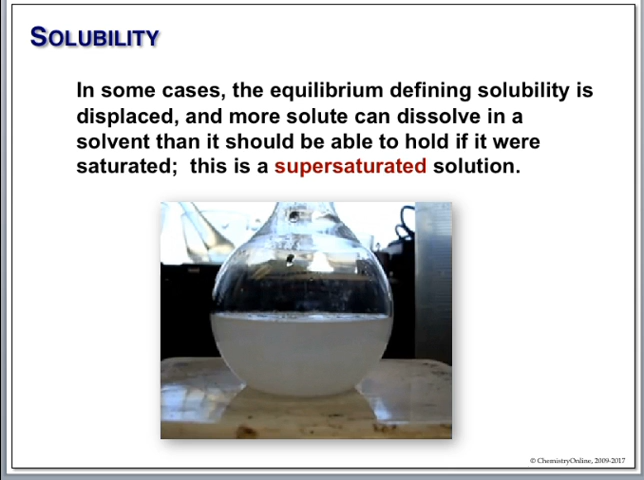 SOLUBILITY
In some cases, the equilibrium defining solubility is
displaced, and more solute can dissolve in a
solvent than it should be able to hold if it were
saturated;  this is a supersaturated solution.
© ChemistryOnline, 2009-2017